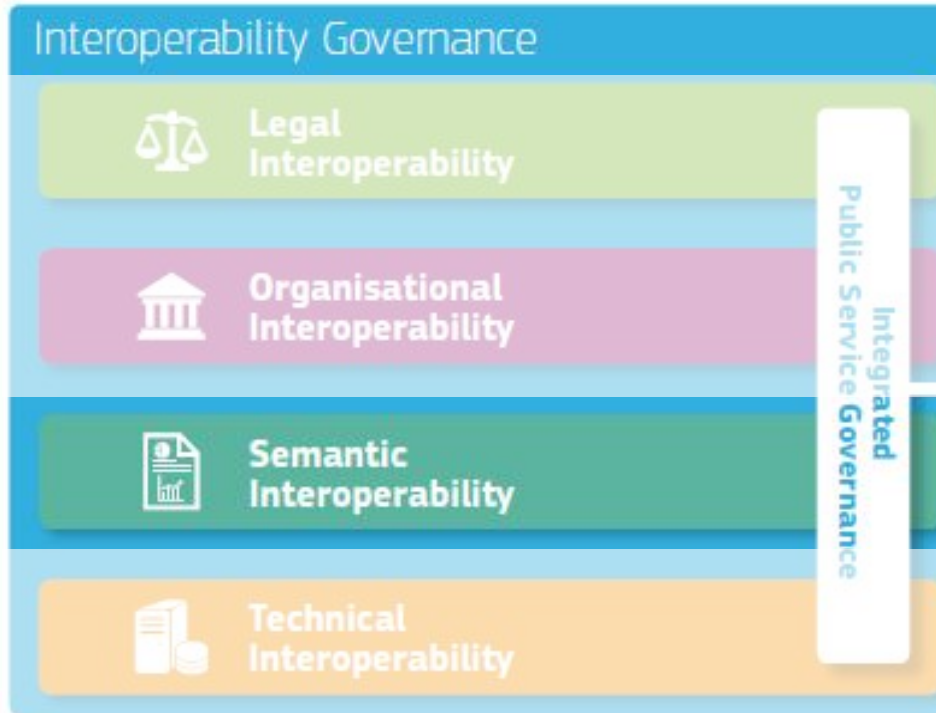 Interoperability Governance
Legal
Interoperability
Organisational
Interoperability
Semantic
Interoperability
Technical
Interoperability
Integrated
Public Service Governance